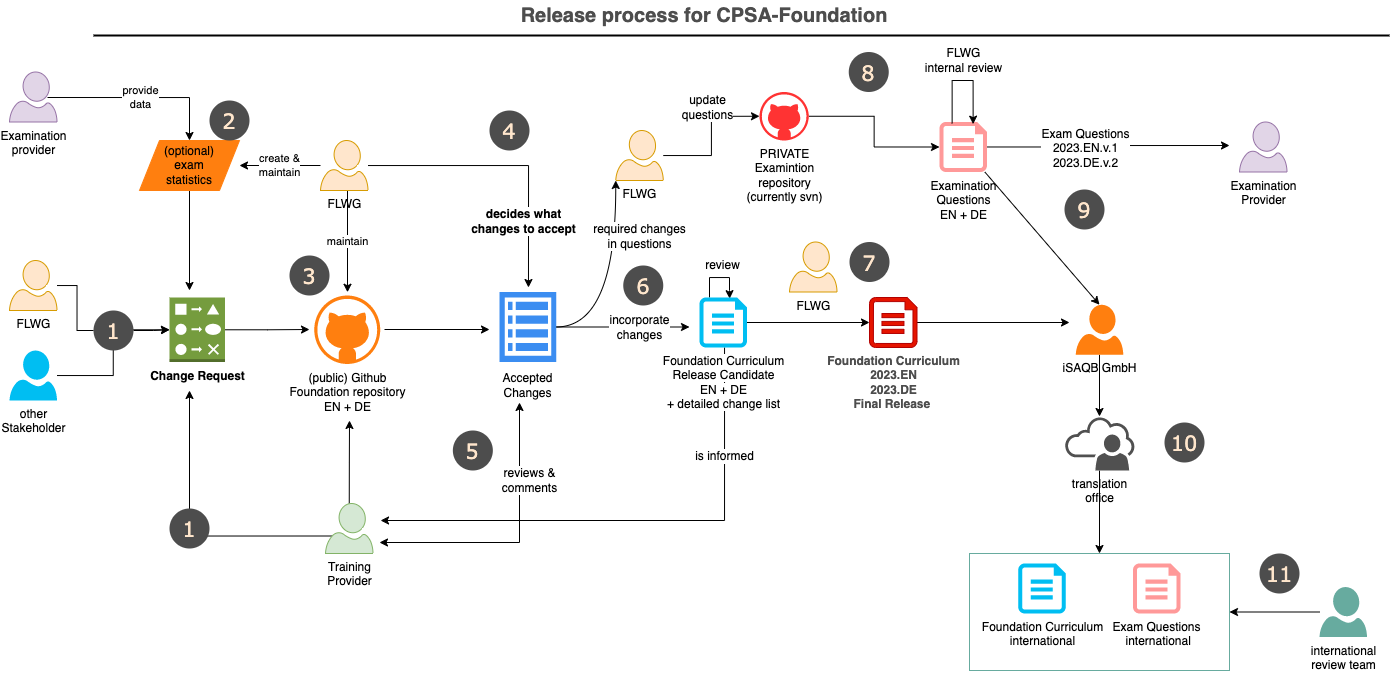 Release process for CPSA-Foundation
Examination
provider
provide
data
2
(optional)
exam
statistics
create &
maintain
FLWG
maintain
4
decides what
changes to accept
FLWG
required changes
in questions
update
questions
PRIVATE
Examintion
repository
(currently svn)
8
FLWG
internal review
Examination
Questions
EN + DE
Exam Questions
2023.EN.v.1
2023.DE.v.2
Examination
Provider
9
FLWG
other
Stakeholder
1
Change Request
3
(public) Github
Foundation repository
EN + DE
Accepted
Changes
6
incorporate
changes
review
Foundation Curriculum
Release Candidate
EN + DE
+ detailed change list
FLWG
7
Foundation Curriculum
2023.EN
2023.DE
Final Release
iSAQB GmbH
5
reviews &
comments
is informed
1
Training
Provider
10
translation
office
Foundation Curriculum
international
Exam Questions
international
11
international
review team